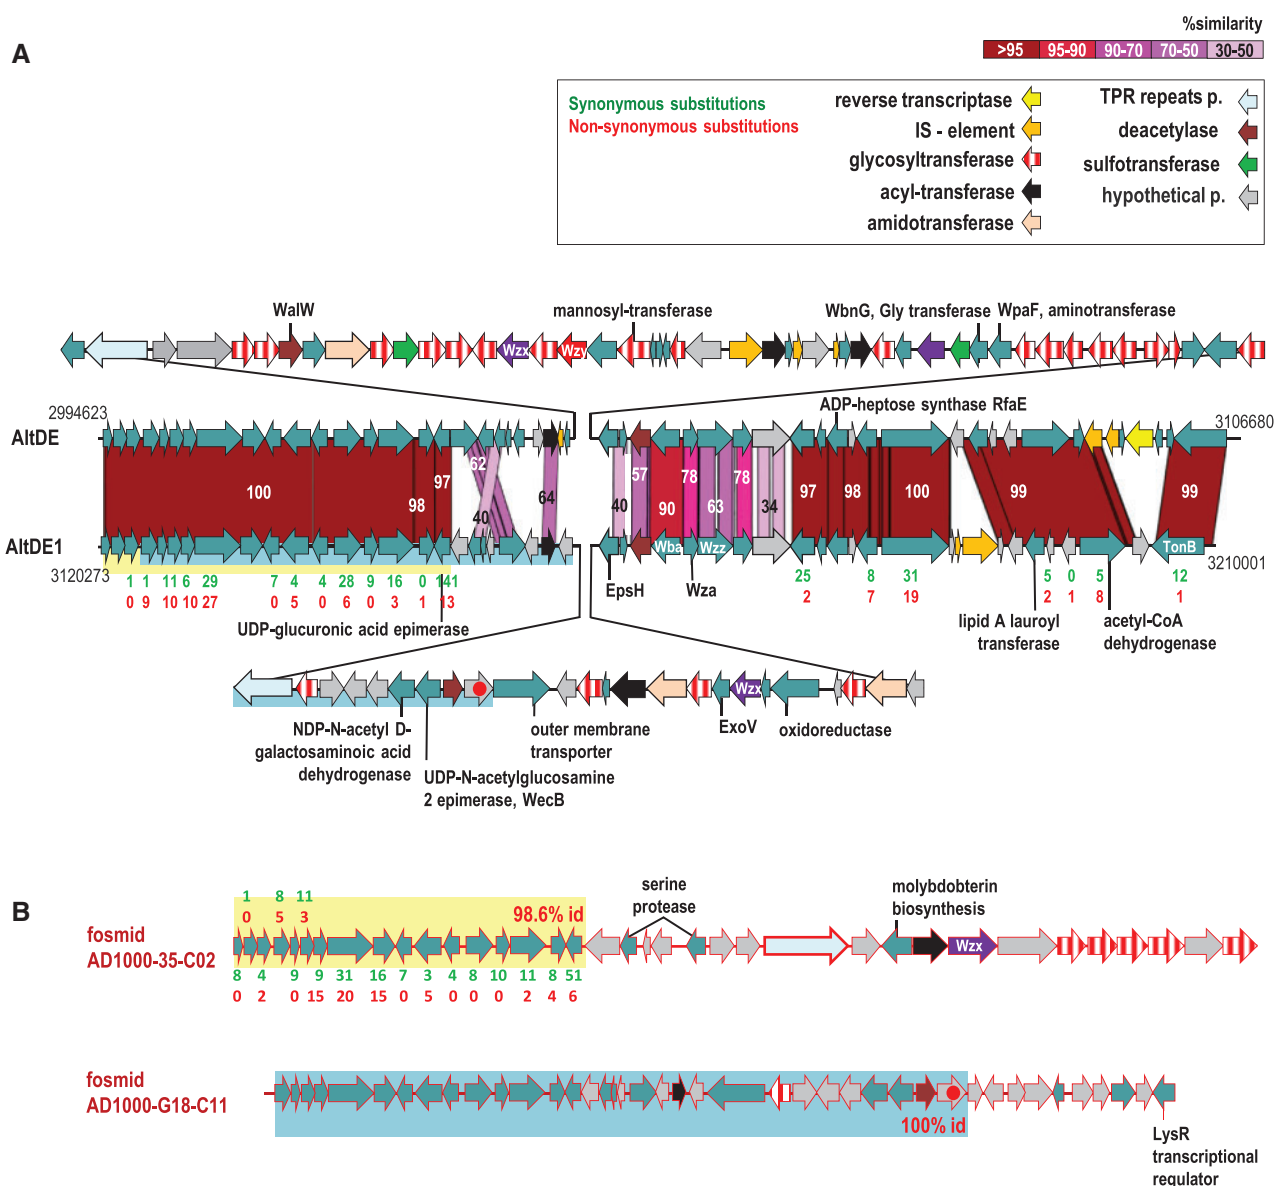 A
%similarity
>95 95-90 90-70 70-50 30-50
Synonymous substitutions
Non-synonymous substitutions
reverse transcriptase
IS - element
glycosyltransferase
acyl-transferase
amidotransferase
TPR repeats p.
deacetylase
sulfotransferase
hypothetical p.
WalW
mannosyl-transferase
WbnG, Gly transferase
WpaF, aminotransferase
Wzx
Wzy
2994623
ADP-heptose synthase RfaE
AltDE
3106680
100
98
97
62
40
64
40
57
90
78
63
78
34
97
98
100
99
99
AltDE1
Wba
Wzz
TonB
3120273
3210001
1 1 11 6 29 7 4 4 28 9 16 0 141
0 9 10 10 27 0 5 0 6 0 3 1 13
EpsH
Wza
25 8 31 5 0 5 12
2 7 19 2 1 8 1
UDP-glucuronic acid epimerase
lipid A lauroyl
transferase
acetyl-CoA
dehydrogenase
Wzx
NDP-N-acetyl D-
galactosaminoic acid
dehydrogenase
UDP-N-acetylglucosamine
2 epimerase, WecB
outer membrane
transporter
ExoV
oxidoreductase
B
1 8 11
0 5 3
98.6% id
serine
protease
molybdobterin
biosynthesis
fosmid
AD1000-35-C02
Wzx
8 4 9 9 31 16 7 3 4 8 10 11 8 51
0 2 0 15 20 15 0 5 0 0 0 2 4 6
fosmid
AD1000-G18-C11
100% id
LysR
transcriptional
regulator